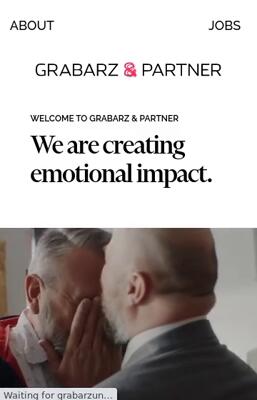 ABOUT
JOBS
GRABARZ & PARTNER
WELCOME TO GRABARZ & PARTNER
We are creating
emotional impact.
Waiting for grabarzun...